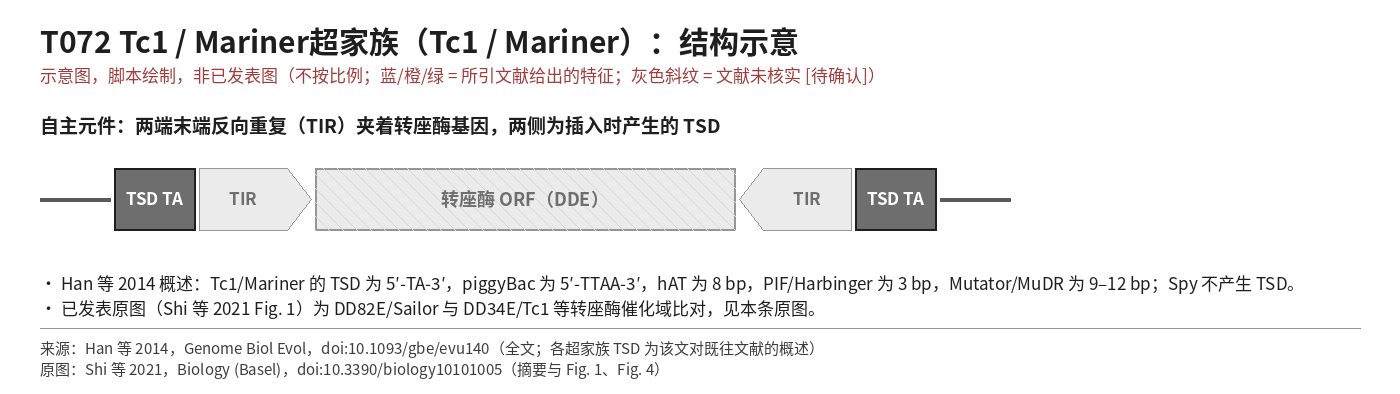 T072 Tc1 / Mariner超家族（Tc1 / Mariner）：结构示意
示意图，脚本绘制，非已发表图（不按比例；蓝/橙/绿 = 所引文献给出的特征；灰色斜纹 = 文献未核实 [待确认]）
自主元件：两端末端反向重复（TIR）夹着转座酶基因，两侧为插入时产生的 TSD
TSD TA TIR 转座酶 ORF（DDE） TIR TSD TA
· Han 等 2014 概述：Tc1/Mariner 的 TSD 为 5′-TA-3′，piggyBac 为 5′-TTAA-3′，hAT 为 8 bp，PIF/Harbinger 为 3 bp，Mutator/MuDR 为 9–12 bp；Spy 不产生 TSD。
· 已发表原图（Shi 等 2021 Fig. 1）为 DD82E/Sailor 与 DD34E/Tc1 等转座酶催化域比对，见本条原图。
来源：Han 等 2014，Genome Biol Evol，doi:10.1093/gbe/evu140（全文；各超家族 TSD 为该文对既往文献的概述）
原图：Shi 等 2021，Biology (Basel)，doi:10.3390/biology10101005（摘要与 Fig. 1、Fig. 4）